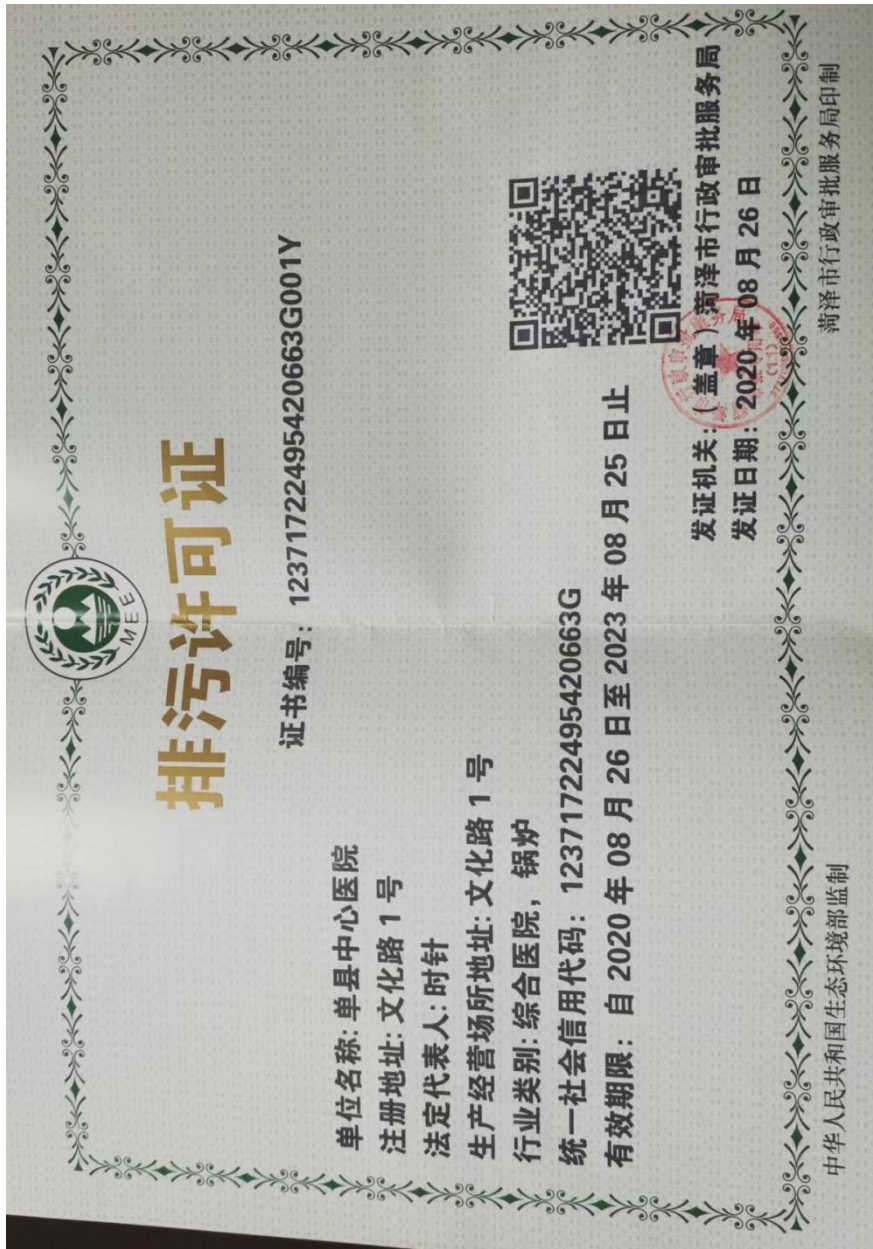 MEE
排污许可证
证书编号：12371722495420663G001Y
单位名称:单县中心医院
注册地址:文化路1号
法定代表人:时针
生产经营场所地址:文化路1号
行业类别:综合医院，锅炉
统一社会信用代码：12371722495420663G
有效期限：自2020年08月26日至2023年08月25日止
发证机关：（盖章）菏泽市行政审批服务局
发证日期：2020年08月26日
中华人民共和国生态环境部监制
菏泽市行政审批服务局印制